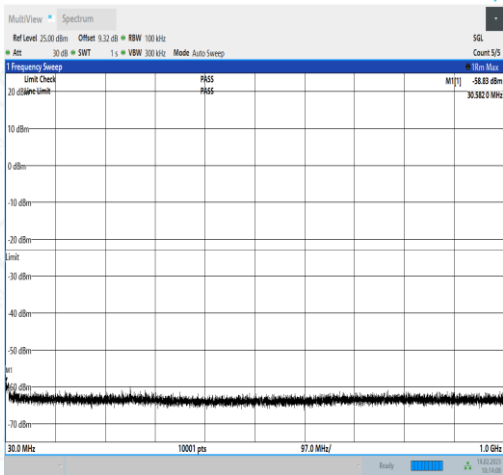 MultiView Spectrum
Ref Level 25.00 dBm Offset 9.32 dB RBW 100 kHz SGL
Att 30 dB SWT 1 s VBW 300 kHz Mode Auto Sweep Count 5/5
1 Frequency Sweep 1Rm Max
Limit Check PASS M1[1] -58.83 dBm
20 dBm Line Limit PASS 30.5820 MHz
10 dBm
0 dBm
-10 dBm
-20 dBm
Limit
-30 dBm
-40 dBm
-50 dBm
M1
-60 dBm
-70 dBm
30.0 MHz 10001 pts 97.0 MHz/ 1.0 GHz
Ready